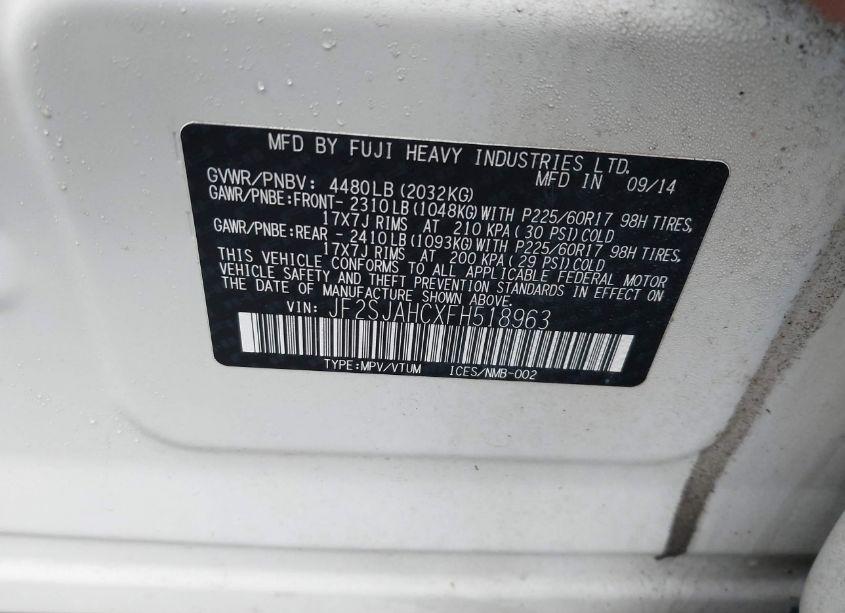 MFD BY FUJI HEAVY INDUSTRIES LTD.
MFD IN 09/14
GVWR/PNBV: 4480LB (2032KG)
GAWR/PNBE:FRONT- 2310LB (1048KG) WITH P225/60R17 98H TIRES,
17X7J RIMS AT 210 KPA ( 30 PSI) COLD
GAWR/PNBE:REAR - 2410LB (1093KG) WITH P225/60R17 98H TIRES,
17X7J RIMS AT 200 KPA ( 29 PSI) COLD
THIS VEHICLE CONFORMS TO ALL APPLICABLE FEDERAL MOTOR
VEHICLE SAFETY AND THEFT PREVENTION STANDARDS IN EFFECT ON
THE DATE OF MANUFACTURE SHOWN ABOVE.
VIN: JF2SJAHCXFH518963
TYPE:MPV/VTUM ICES/NMB-002